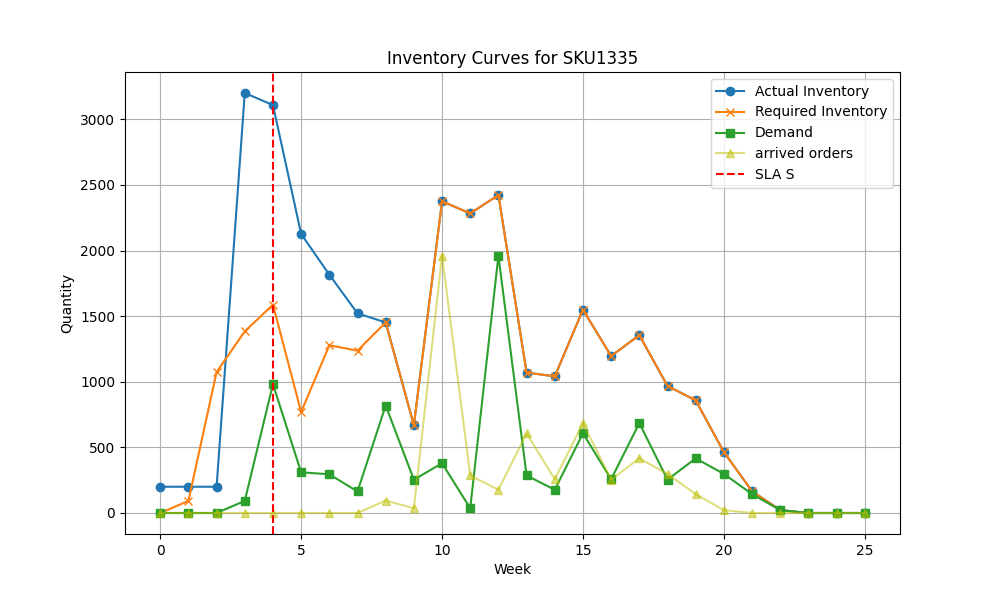 Inventory Curves for SKU1335
Actual Inventory
Required Inventory
Demand
arrived orders
SLA S
Quantity
3000
2500
2000
1500
1000
500
0
0 5 10 15 20 25
Week